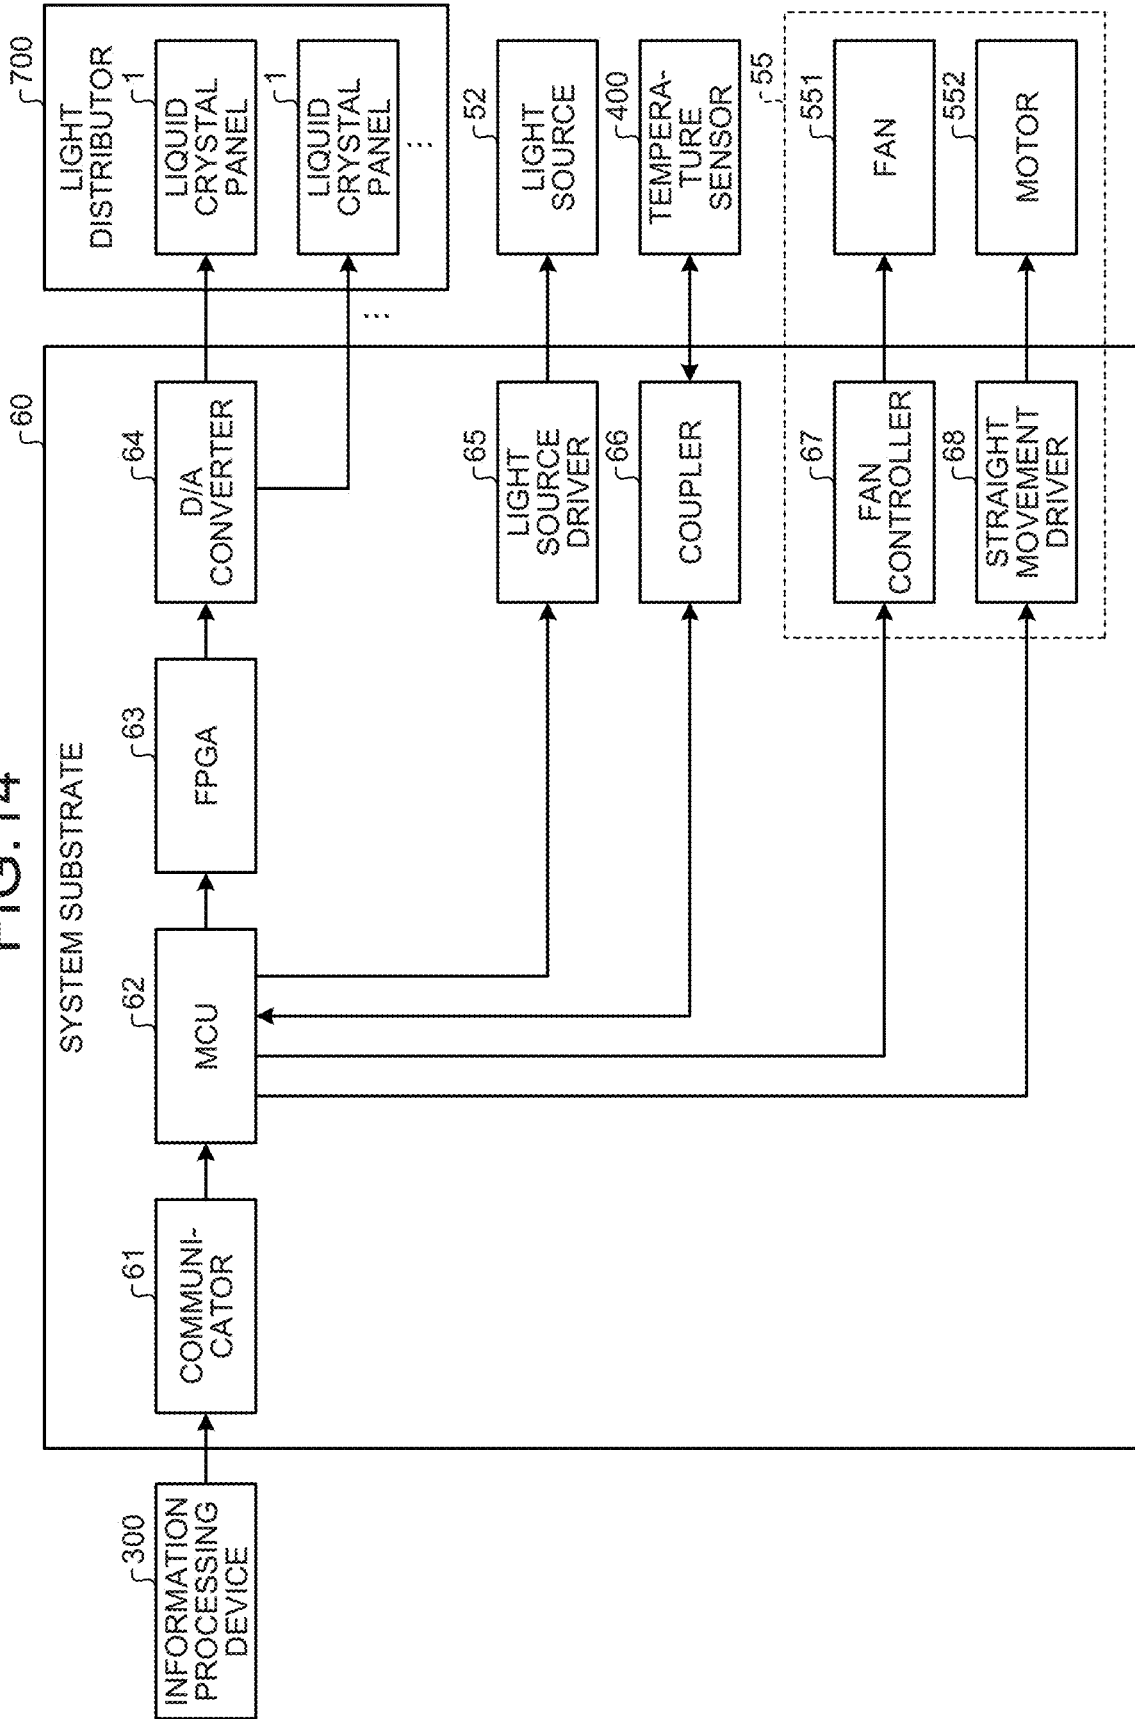 FIG.14
300
INFORMATION
PROCESSING
DEVICE
60
SYSTEM SUBSTRATE
61
COMMUNI-
CATOR
62
MCU
63
FPGA
64
D/A
CONVERTER
700
LIGHT
DISTRIBUTOR
1
LIQUID
CRYSTAL
PANEL
1
LIQUID
CRYSTAL
PANEL
...
...
65
LIGHT
SOURCE
DRIVER
52
LIGHT
SOURCE
66
COUPLER
400
TEMPERA-
TURE
SENSOR
55
67
FAN
CONTROLLER
551
FAN
68
STRAIGHT
MOVEMENT
DRIVER
552
MOTOR